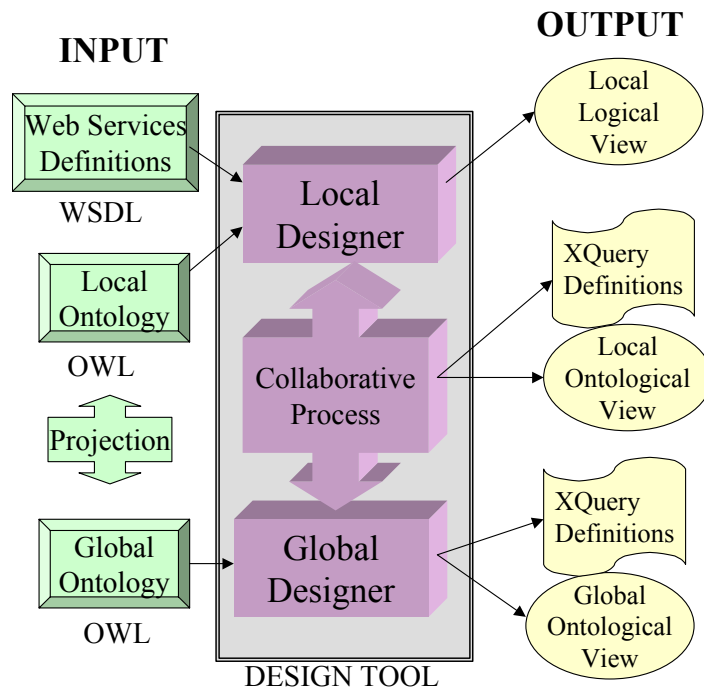 INPUT
OUTPUT
Web Services
Definitions
WSDL
Local
Ontology
OWL
Projection
Global
Ontology
OWL
Local
Designer
Collaborative
Process
Global
Designer
DESIGN TOOL
Local
Logical
View
XQuery
Definitions
Local
Ontological
View
XQuery
Definitions
Global
Ontological
View